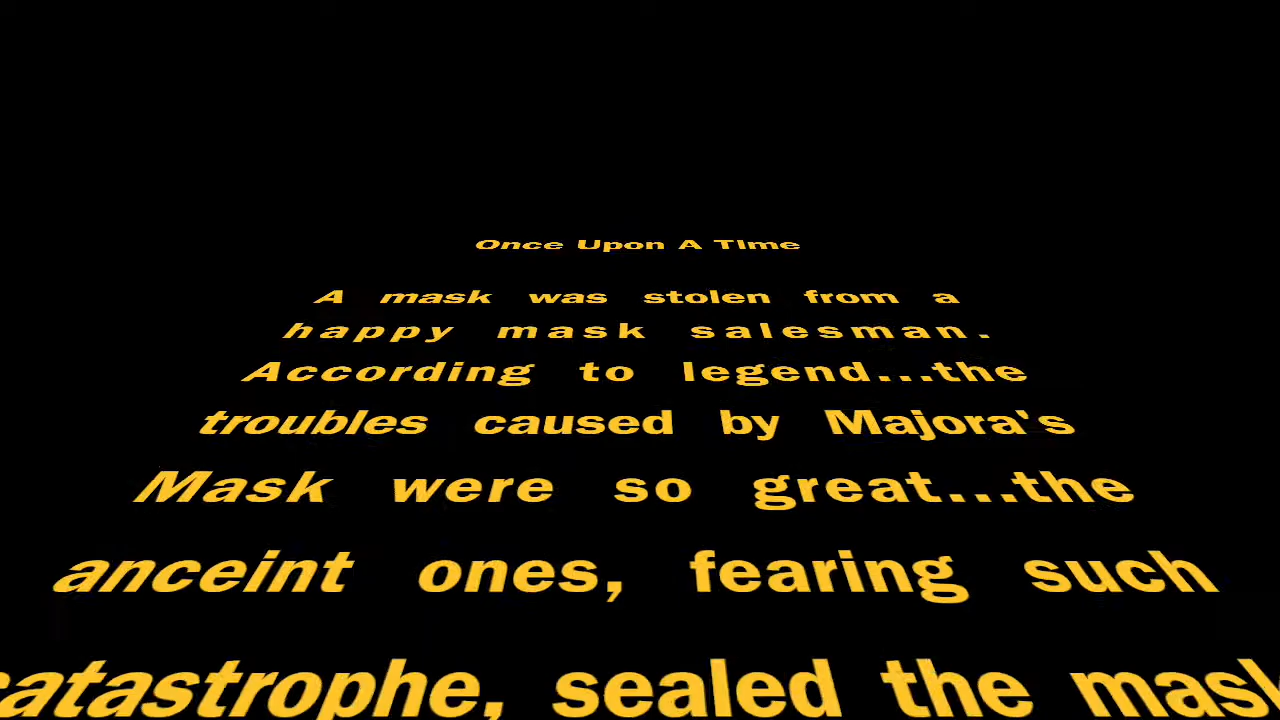 Once Upon A Time
A mask was stolen from a
happy mask salesman.
According to legend...the
troubles caused by Majora's
Mask were so great...the
anceint ones, fearing such
catastrophe, sealed the mask